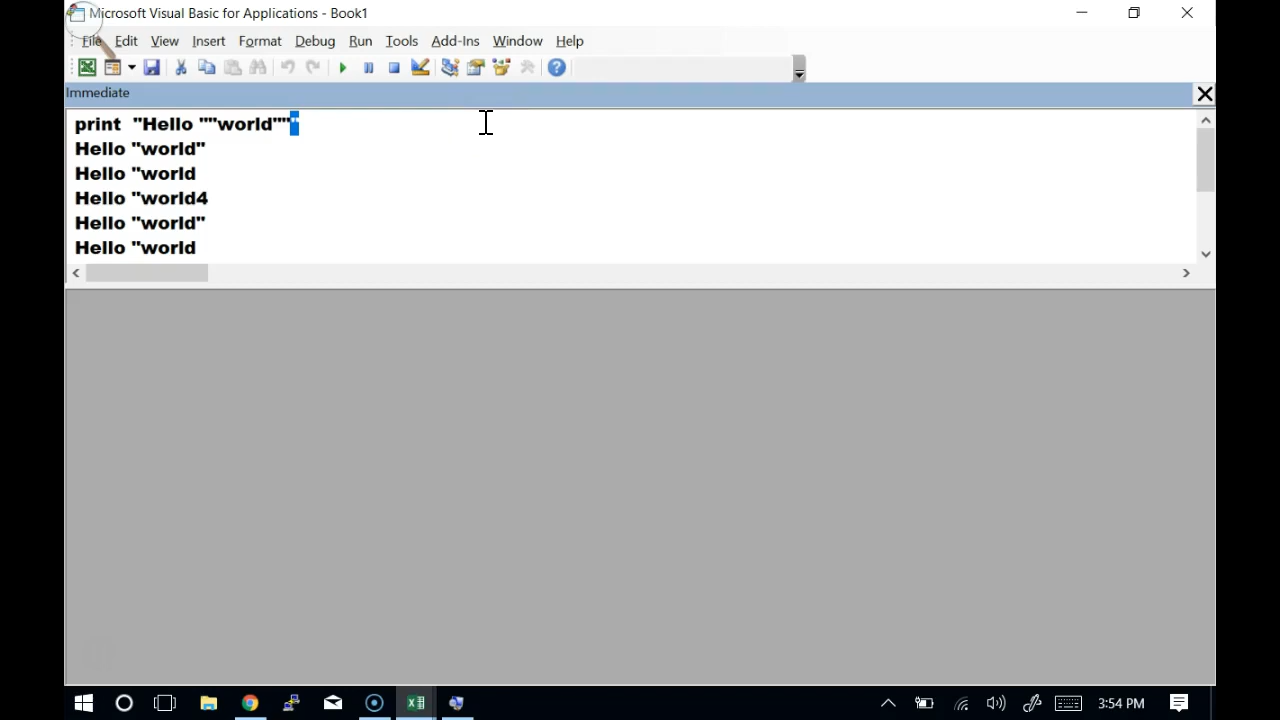 Microsoft Visual Basic for Applications - Book1
File Edit View Insert Format Debug Run Tools Add-Ins Window Help
Immediate
print "Hello ""world"""
Hello "world"
Hello "world
Hello "world4
Hello "world"
Hello "world
3:54 PM